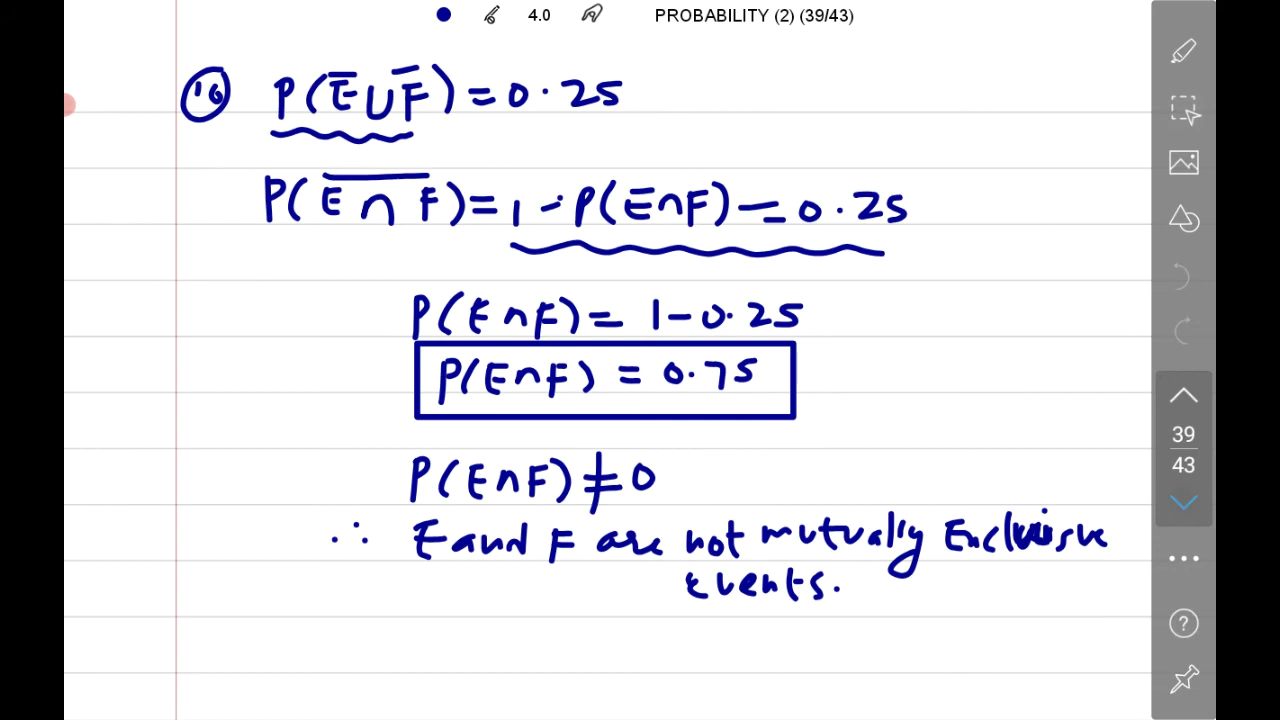 4.0 PROBABILITY (2) (39/43)
16 P(E̅ ∪ F̅) = 0.25
P(E̅ ̅∩̅ ̅F̅) = 1 - P(E∩F) = 0.25
P(E∩F) = 1 - 0.25
P(E∩F) = 0.75
P(E∩F) ≠ 0
∴ E and F are not mutually Exclusive
events.
39
43